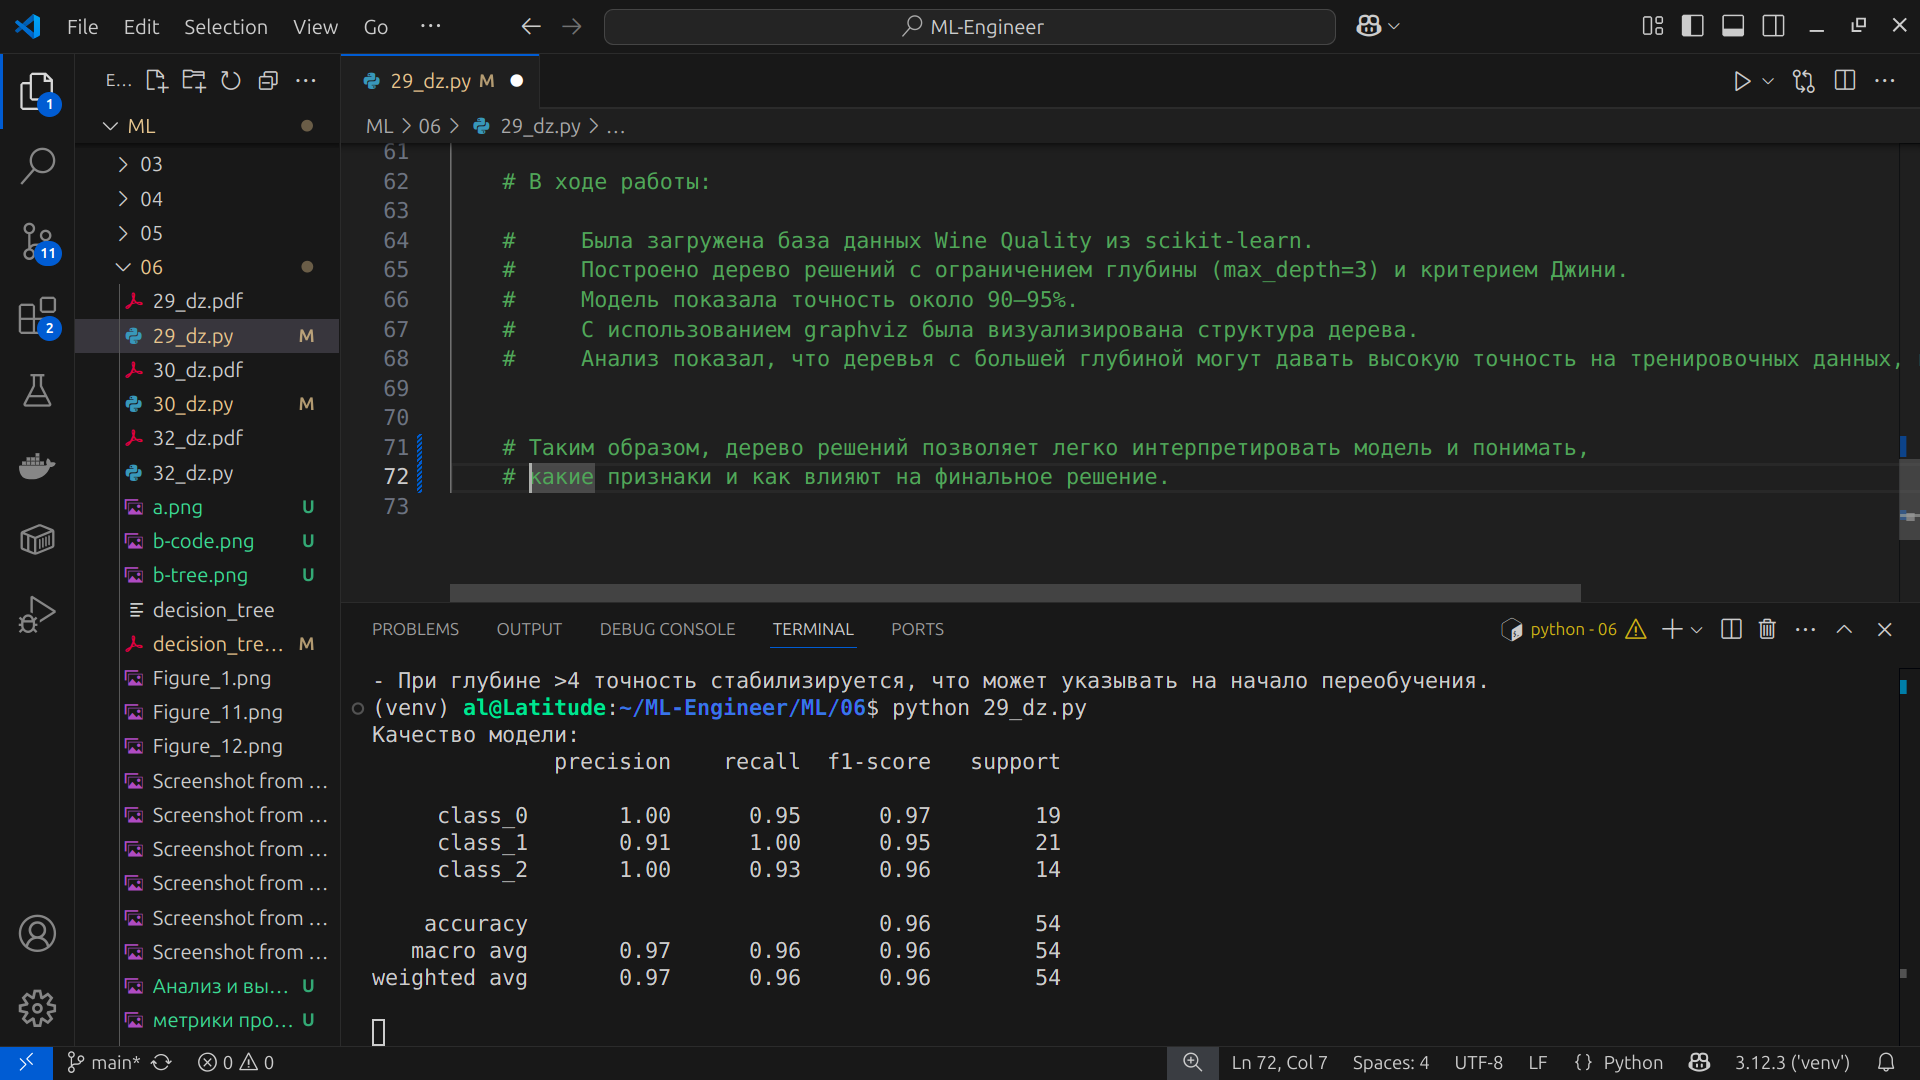 File Edit Selection View Go ··· ML-Engineer
E... 29_dz.py M
ML
ML > 06 > 29_dz.py > ...
03
04
05
06
29_dz.pdf
29_dz.py M
30_dz.pdf
30_dz.py M
32_dz.pdf
32_dz.py
a.png U
b-code.png U
b-tree.png U
decision_tree
decision_tre... M
Figure_1.png
Figure_11.png
Figure_12.png
Screenshot from ...
Screenshot from ...
Screenshot from ...
Screenshot from ...
Screenshot from ...
Screenshot from ...
Анализ и вы... U
метрики про... U
1
11
2
61
62 # В ходе работы:
63
64 #     Была загружена база данных Wine Quality из scikit-learn.
65 #     Построено дерево решений с ограничением глубины (max_depth=3) и критерием Джини.
66 #     Модель показала точность около 90–95%.
67 #     С использованием graphviz была визуализирована структура дерева.
68 #     Анализ показал, что деревья с большей глубиной могут давать высокую точность на тренировочных данных,
69
70
71 # Таким образом, дерево решений позволяет легко интерпретировать модель и понимать,
72 # какие признаки и как влияют на финальное решение.
73
PROBLEMS OUTPUT DEBUG CONSOLE TERMINAL PORTS python - 06
- При глубине >4 точность стабилизируется, что может указывать на начало переобучения.
(venv) al@Latitude:~/ML-Engineer/ML/06$ python 29_dz.py
Качество модели:
              precision    recall  f1-score   support
     class_0       1.00      0.95      0.97        19
     class_1       0.91      1.00      0.95        21
     class_2       1.00      0.93      0.96        14
    accuracy                           0.96        54
   macro avg       0.97      0.96      0.96        54
weighted avg       0.97      0.96      0.96        54
main* 0 0 Ln 72, Col 7 Spaces: 4 UTF-8 LF {} Python 3.12.3 ('venv')